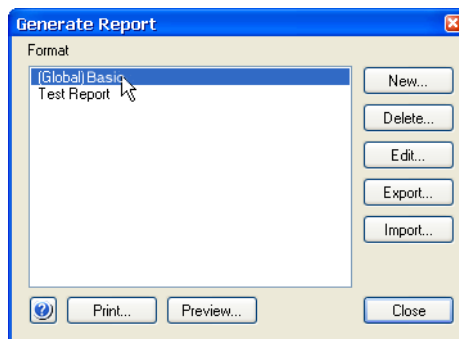 Generate Report
Format
(Global) Basic
Test Report
New...
Delete...
Edit...
Export...
Import...
Print...
Preview...
Close